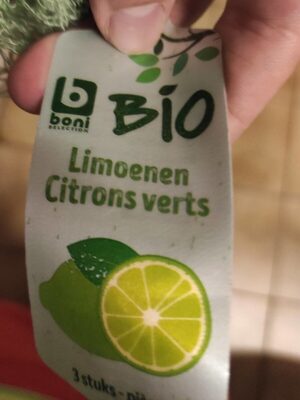 boni
SELECTION
BIO
Limoenen
Citrons verts
3 stuks -